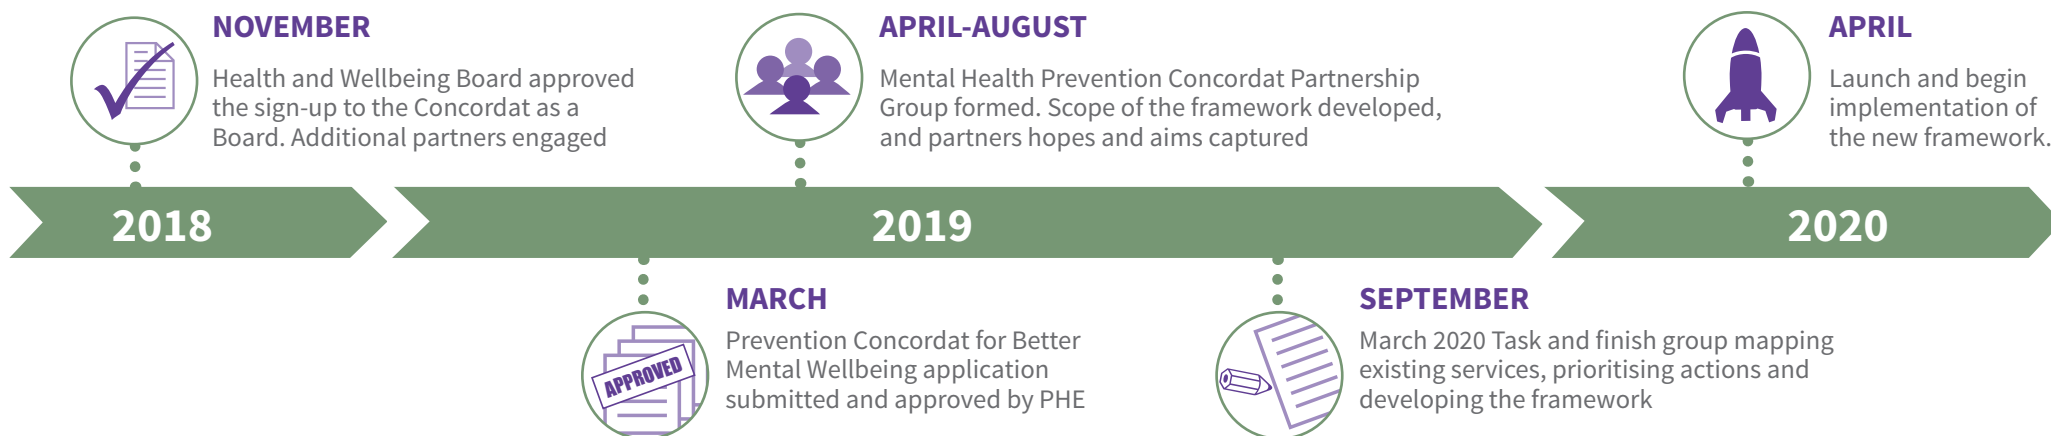 NOVEMBER
Health and Wellbeing Board approved
the sign-up to the Concordat as a
Board. Additional partners engaged
APRIL-AUGUST
Mental Health Prevention Concordat Partnership
Group formed. Scope of the framework developed,
and partners hopes and aims captured
APRIL
Launch and begin
implementation of
the new framework.
2018
2019
2020
MARCH
Prevention Concordat for Better
Mental Wellbeing application
submitted and approved by PHE
APPROVED
SEPTEMBER
March 2020 Task and finish group mapping
existing services, prioritising actions and
developing the framework